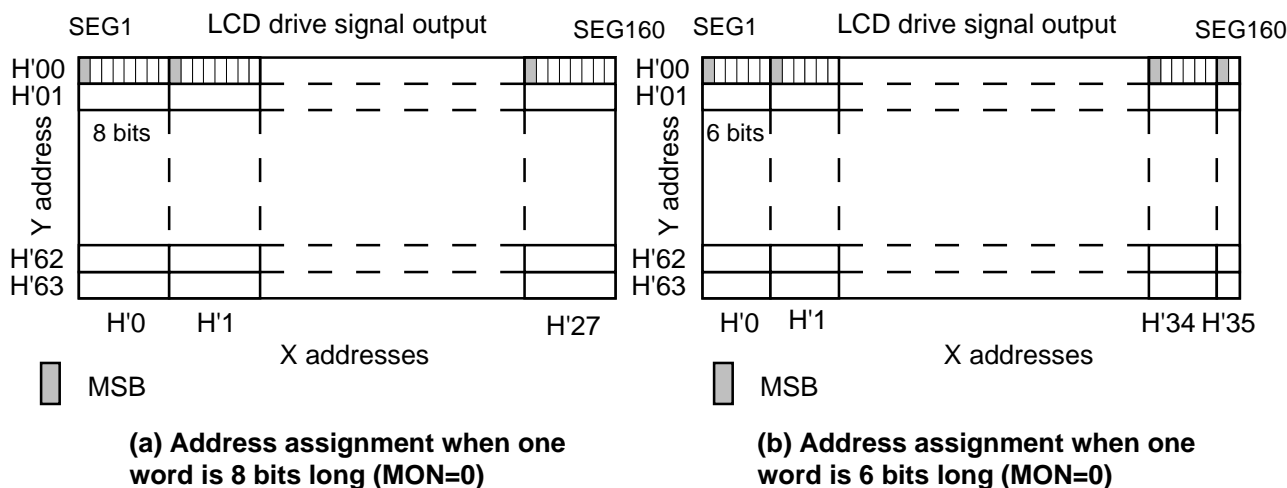 SEG1 LCD drive signal output SEG160
H'00
H'01
8 bits
Y address
H'62
H'63
H'0 H'1 H'27
X addresses
MSB
(a) Address assignment when one
word is 8 bits long (MON=0)
SEG1 LCD drive signal output SEG160
H'00
H'01
6 bits
Y address
H'62
H'63
H'0 H'1 H'34 H'35
X addresses
MSB
(b) Address assignment when one
word is 6 bits long (MON=0)